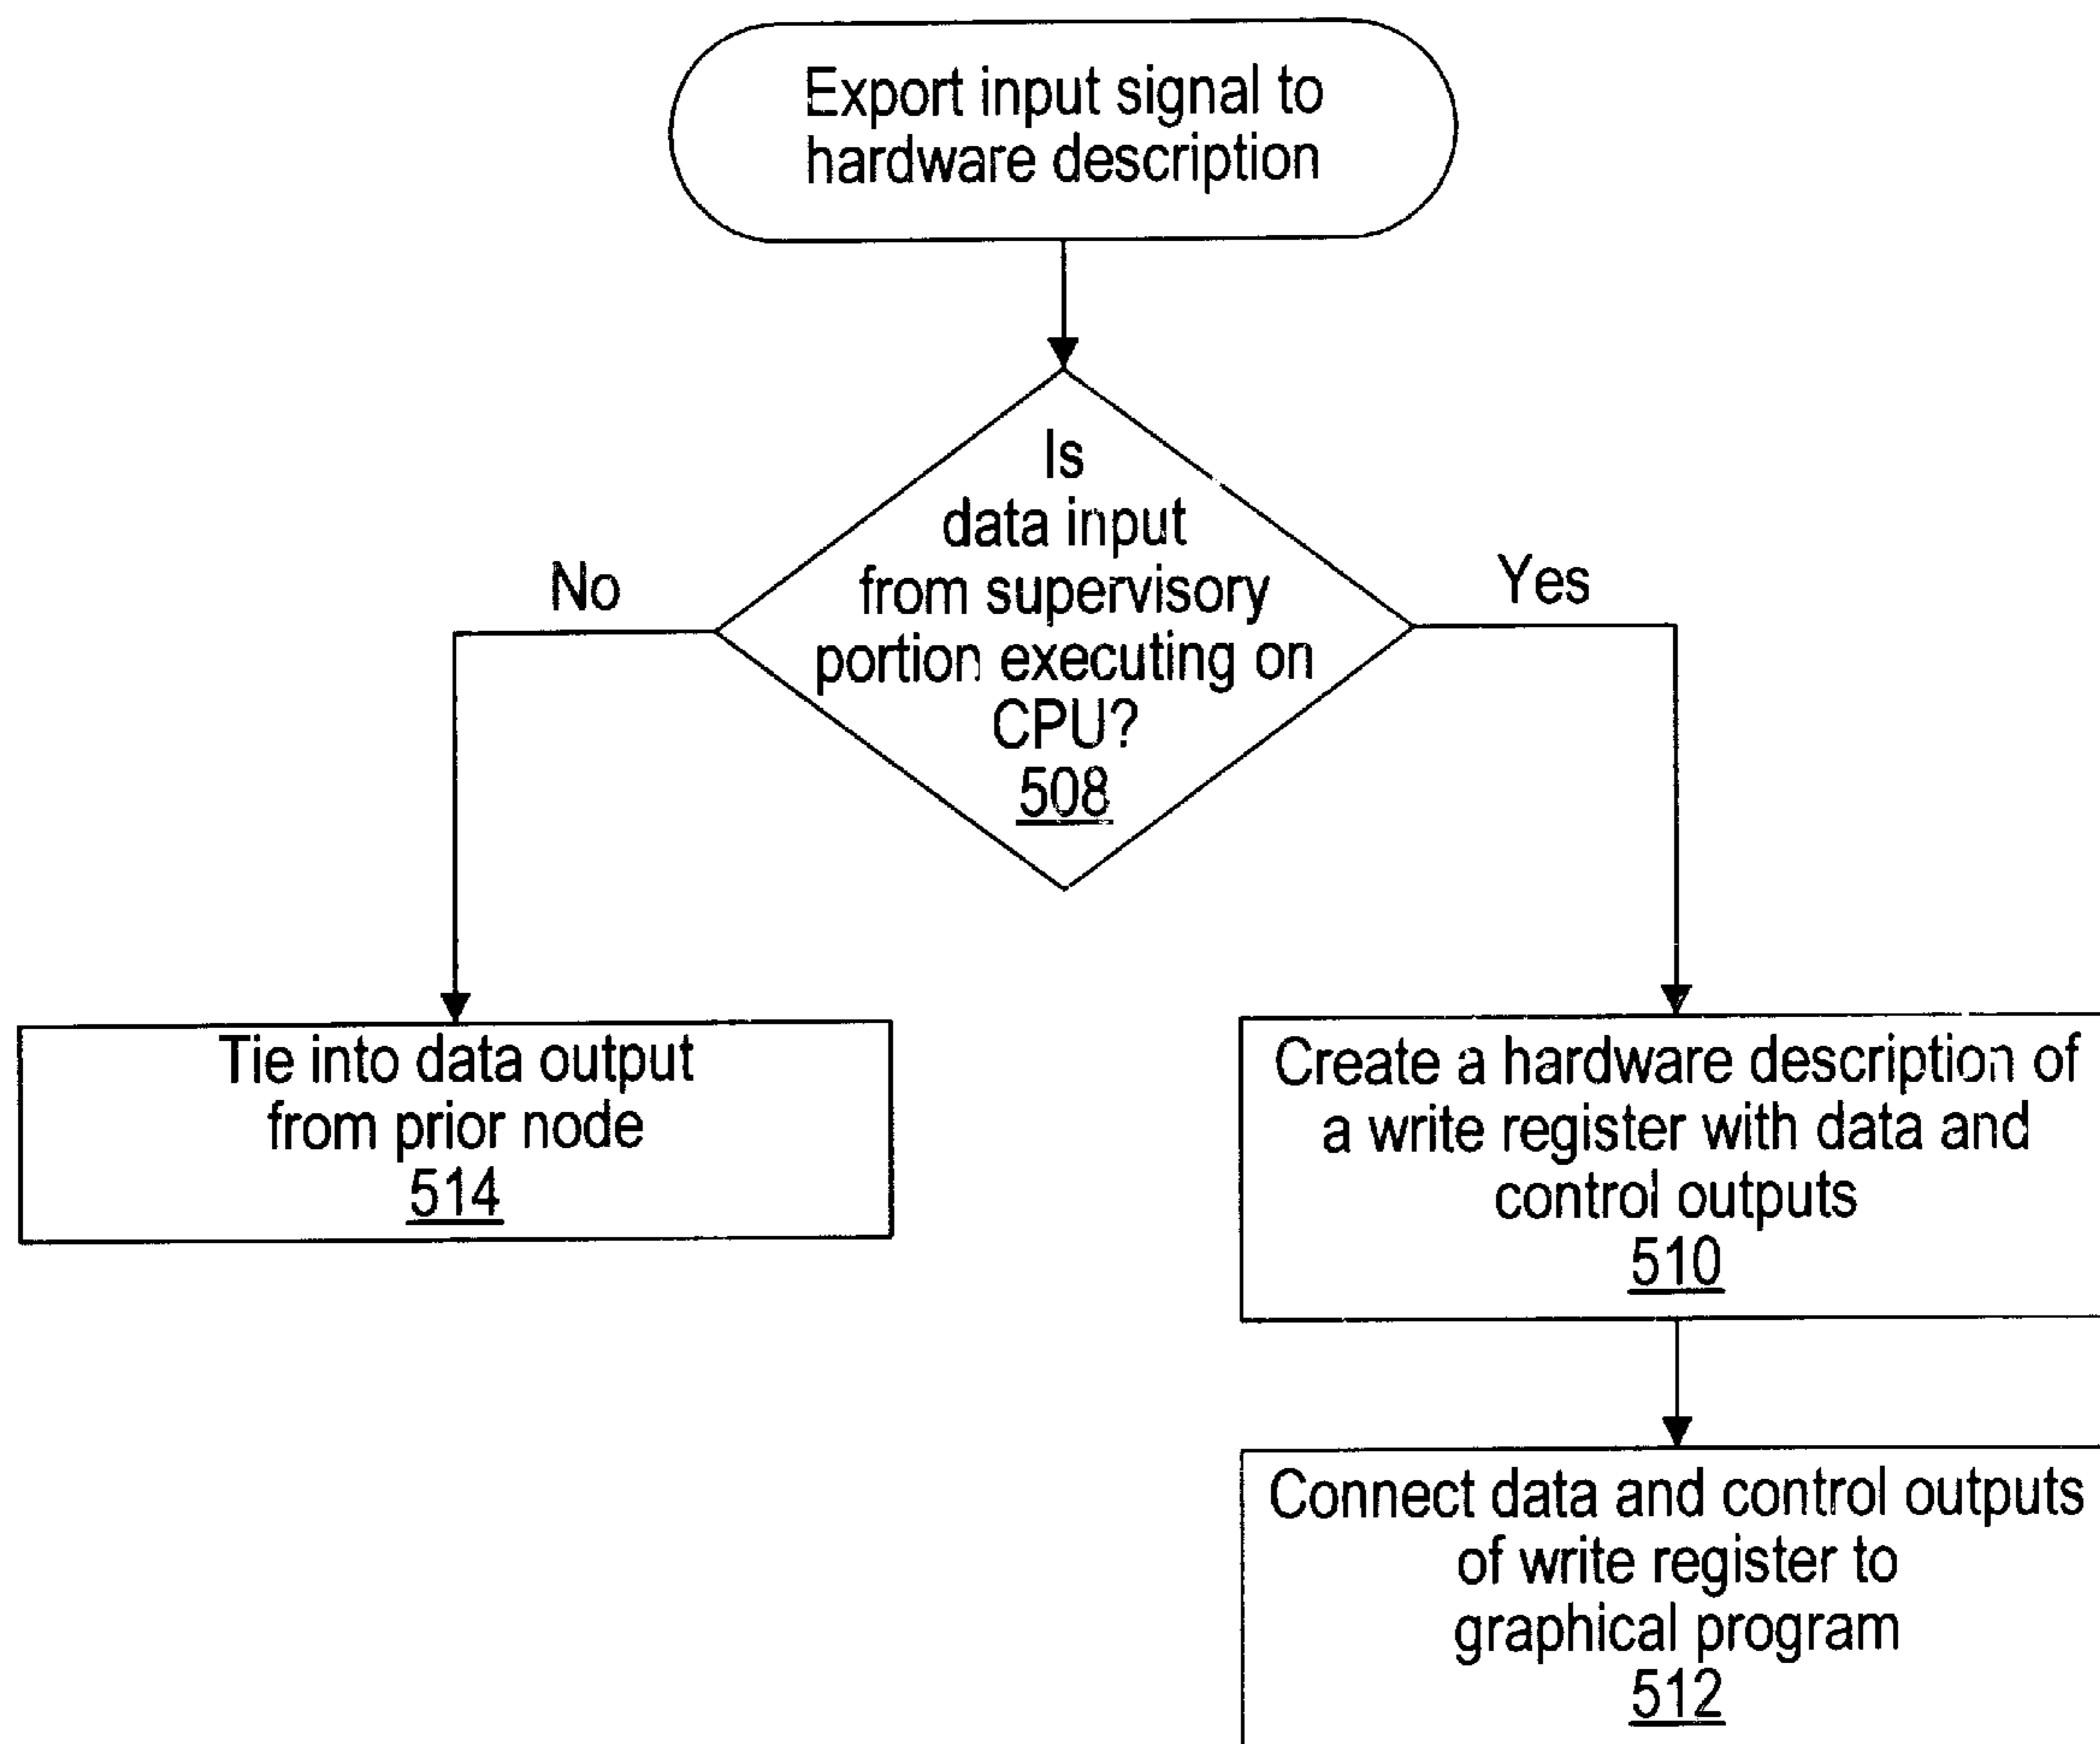 Export input signal to
hardware description
Is
data input
from supervisory
portion executing on
CPU?
508
No
Yes
Tie into data output
from prior node
514
Create a hardware description of
a write register with data and
control outputs
510
Connect data and control outputs
of write register to
graphical program
512